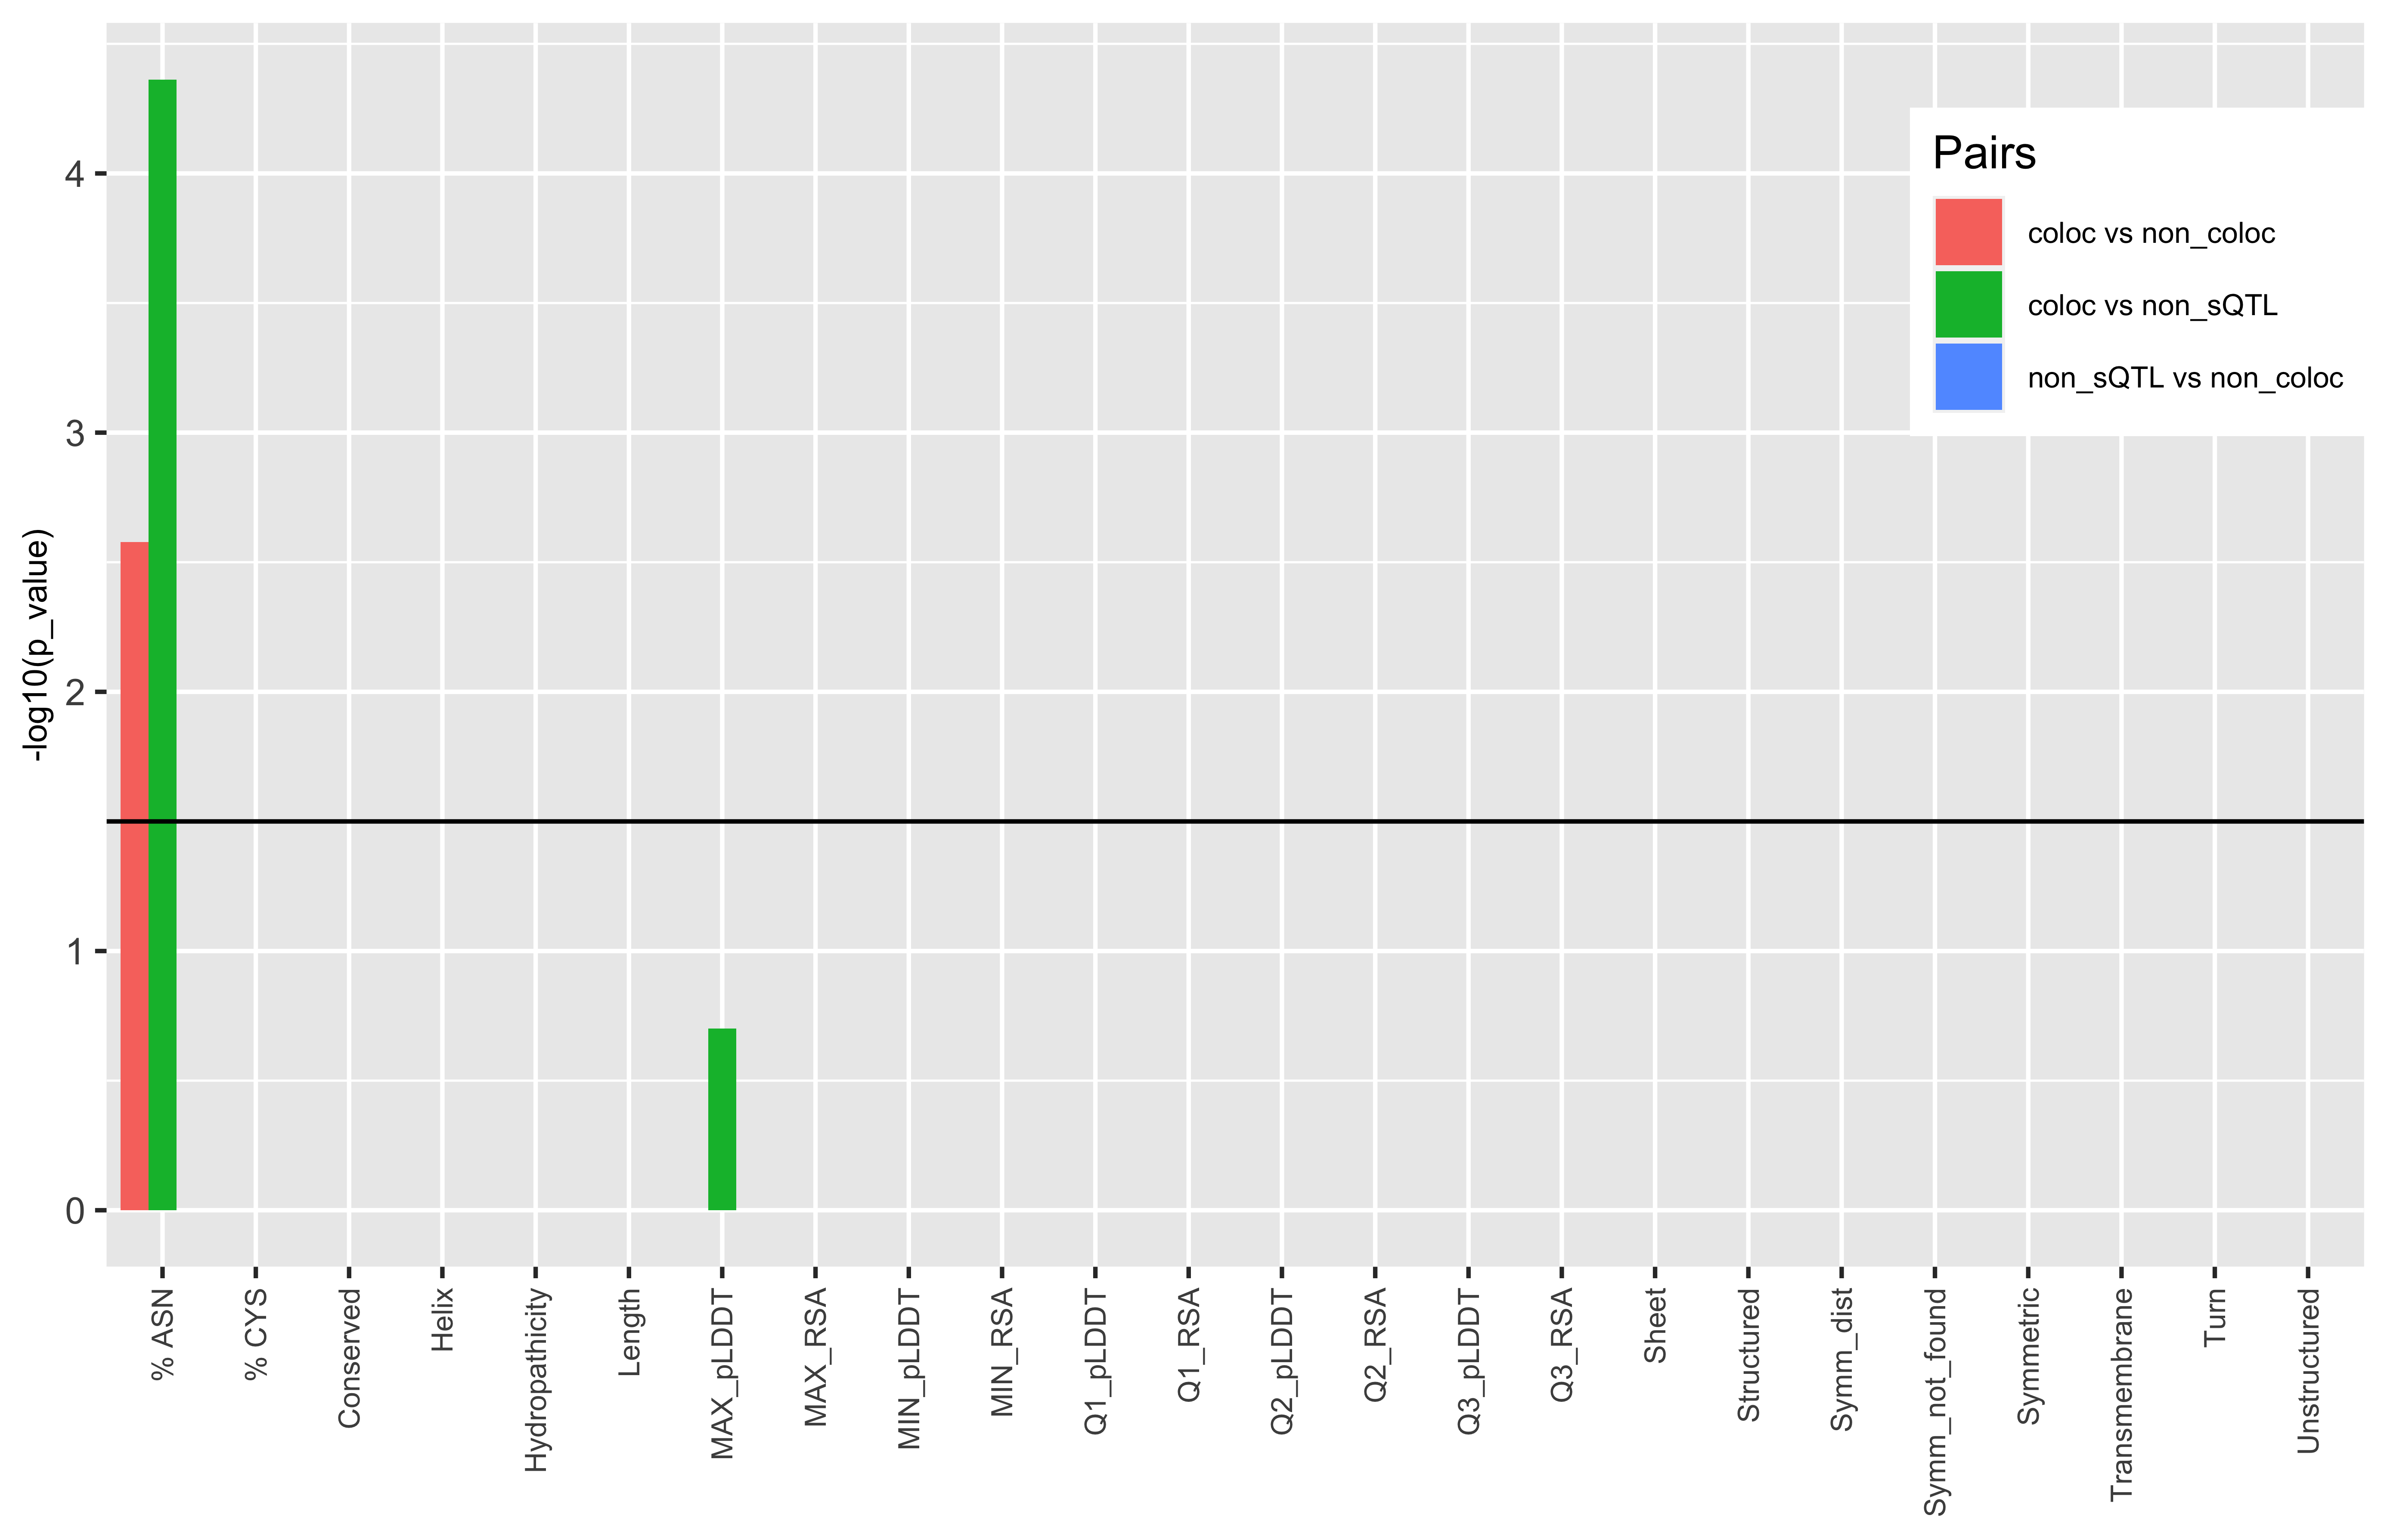 -log10(p_value)
4
3
2
1
0
Pairs
coloc vs non_coloc
coloc vs non_sQTL
non_sQTL vs non_coloc
% ASN
% CYS
Conserved
Helix
Hydropathicity
Length
MAX_pLDDT
MAX_RSA
MIN_pLDDT
MIN_RSA
Q1_pLDDT
Q1_RSA
Q2_pLDDT
Q2_RSA
Q3_pLDDT
Q3_RSA
Sheet
Structured
Symm_dist
Symm_not_found
Symmetric
Transmembrane
Turn
Unstructured